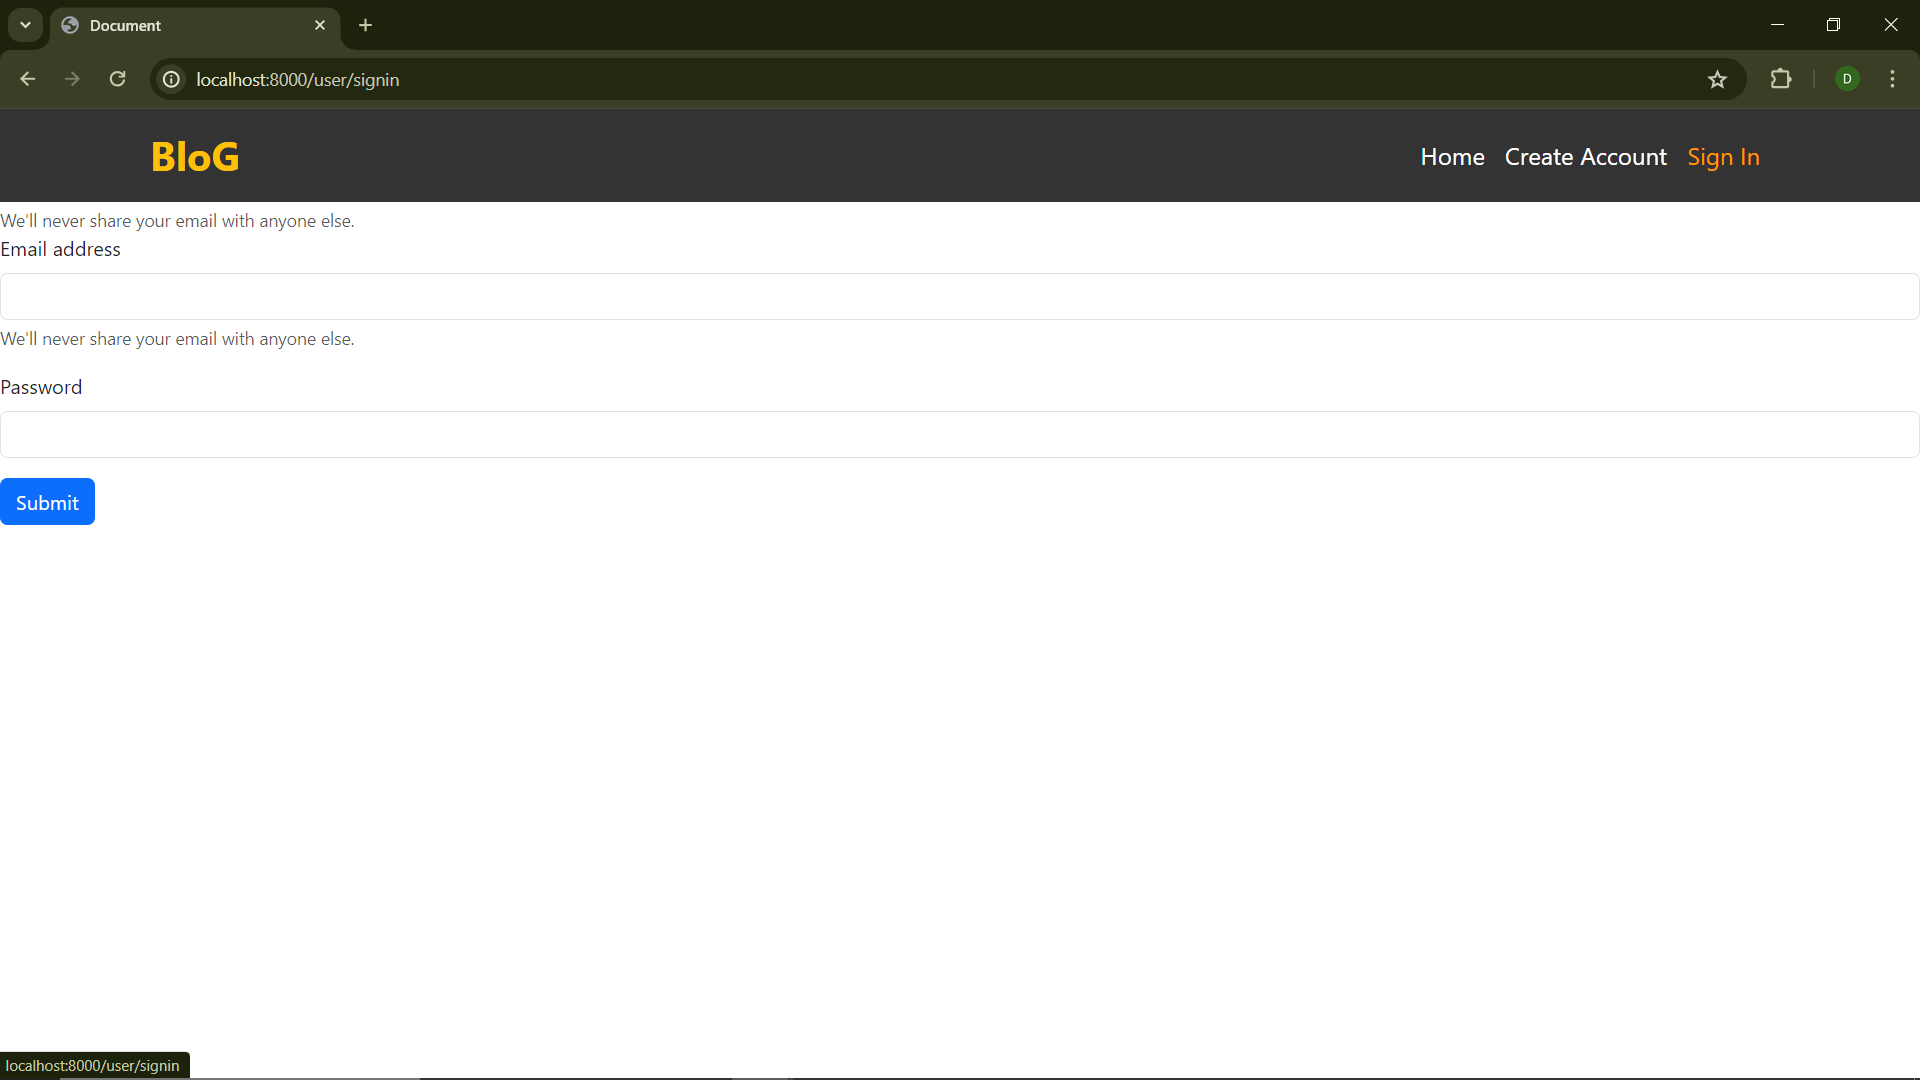 Document
localhost:8000/user/signin
D
BloG
Home Create Account Sign In
We'll never share your email with anyone else.
Email address
We'll never share your email with anyone else.
Password
Submit
localhost:8000/user/signin